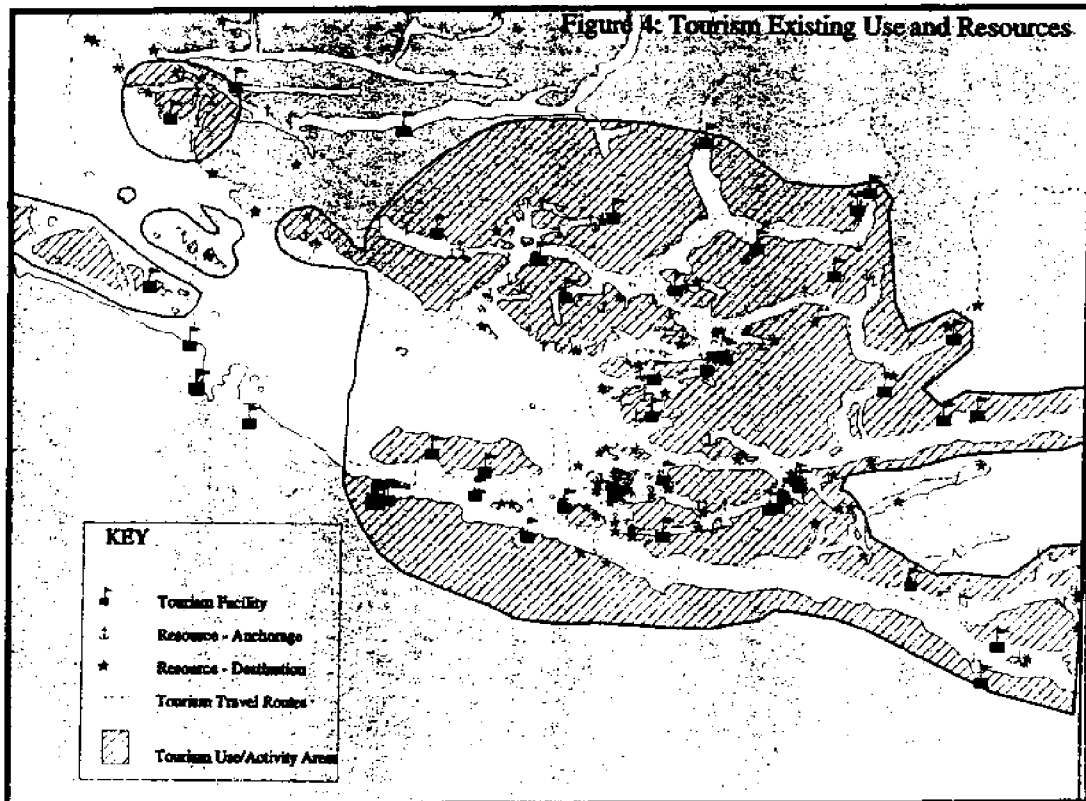 Figure 4: Tourism Existing Use and Resources
KEY
Tourism Facility
Resource - Anchorage
Resource - Destination
Tourism Travel Routes
Tourism Use/Activity Areas